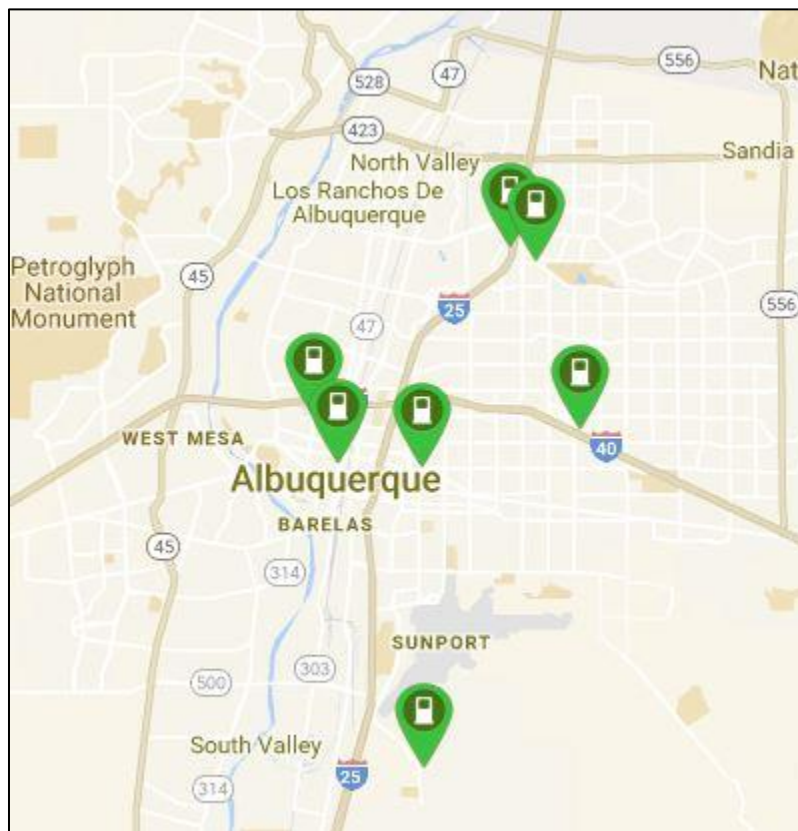 556
47
528
Nat
423
Sandia
North Valley
Los Ranchos De
Albuquerque
Petroglyph
National
Monument
45
556
25
47
WEST MESA
40
Albuquerque
BARELAS
45
314
SUNPORT
303
500
South Valley
25
314